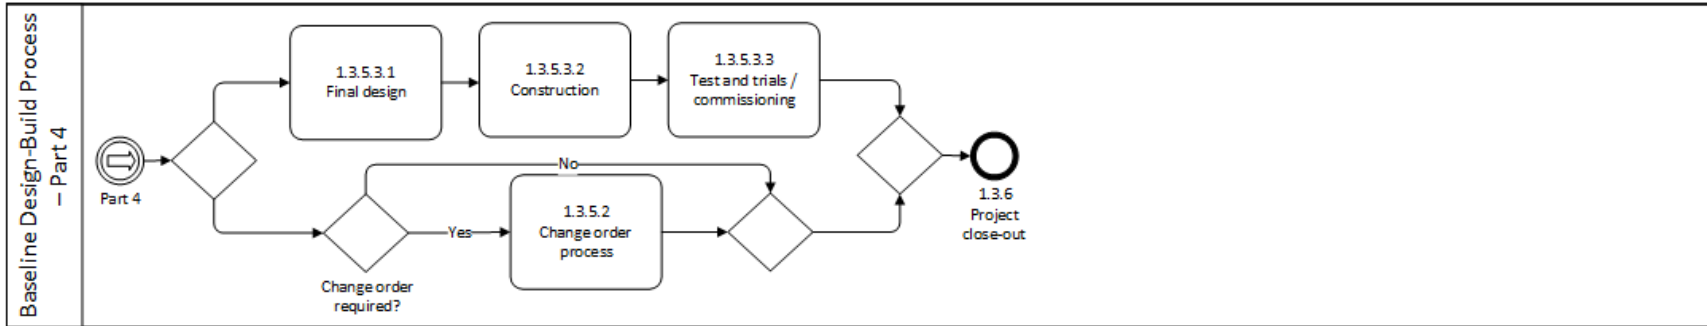 Baseline Design-Build Process
– Part 4
Part 4
1.3.5.3.1
Final design
1.3.5.3.2
Construction
1.3.5.3.3
Test and trials /
commissioning
No
Change order
required?
Yes
1.3.5.2
Change order
process
1.3.6
Project
close-out